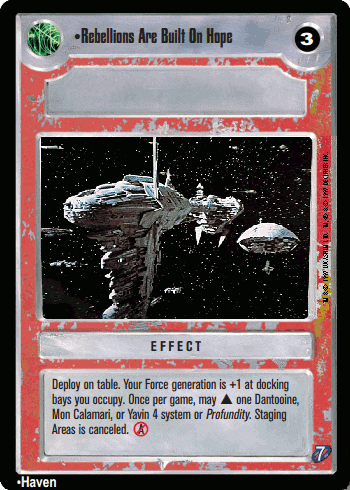 •Rebellions Are Built On Hope
3
EFFECT
Deploy on table. Your Force generation is +1 at docking
bays you occupy. Once per game, may ▲ one Dantooine,
Mon Calamari, or Yavin 4 system or Profundity. Staging
Areas is canceled. Ⓐ
7
•Haven